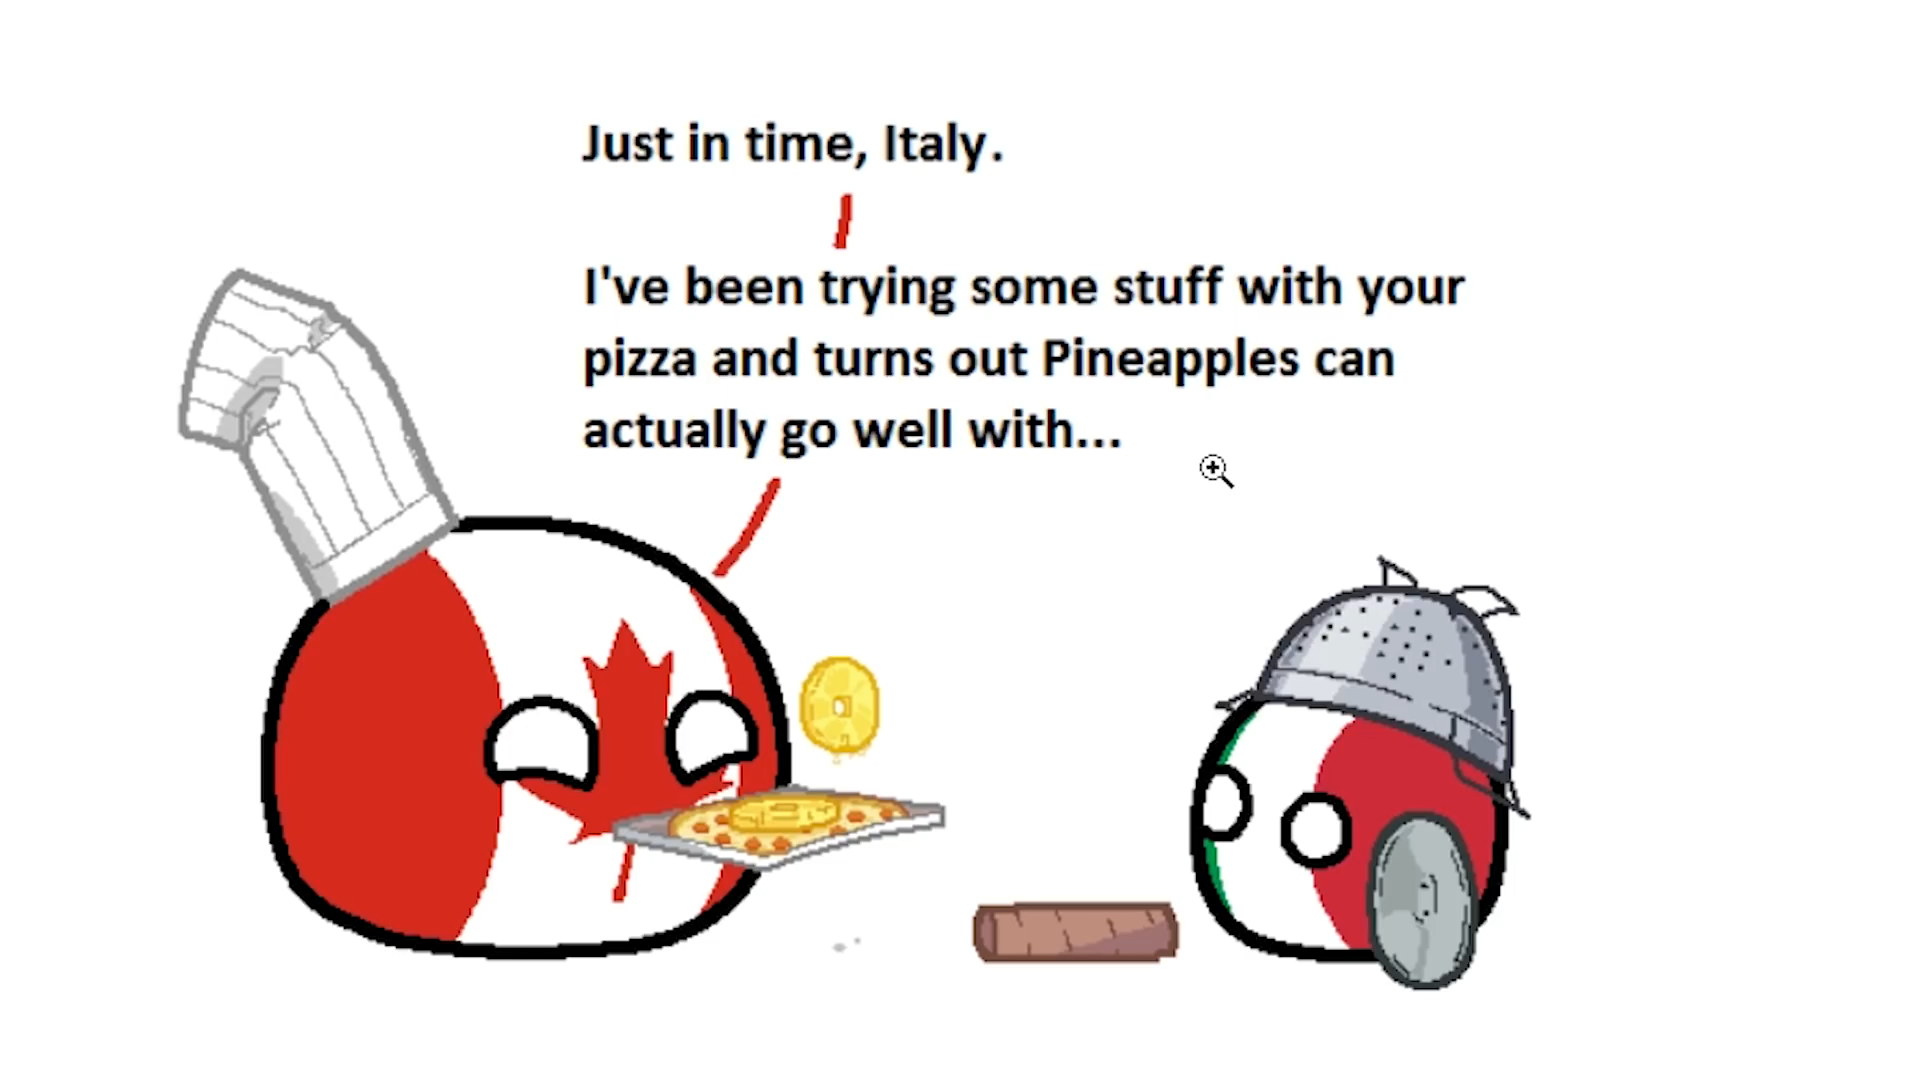 Just in time, Italy.
I've been trying some stuff with your
pizza and turns out Pineapples can
actually go well with...